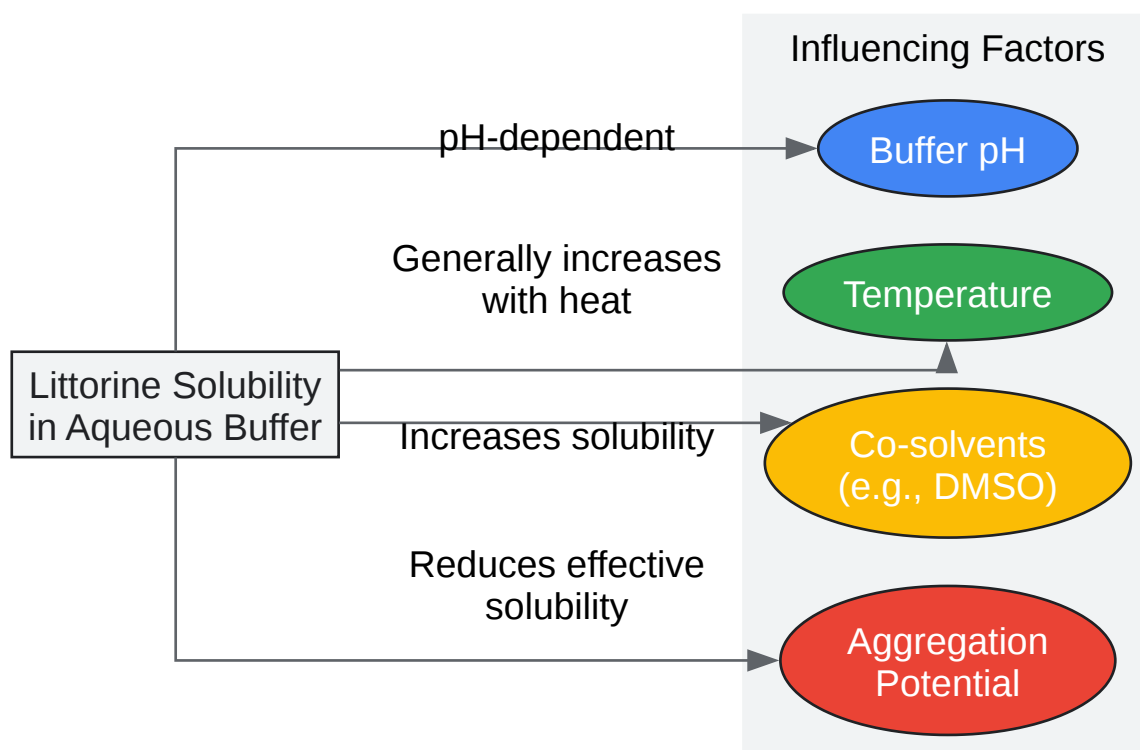 Influencing Factors
pH-dependent
Buffer pH
Generally increases
with heat
Temperature
Littorine Solubility
in Aqueous Buffer
Increases solubility
Co-solvents
(e.g., DMSO)
Reduces effective
solubility
Aggregation
Potential